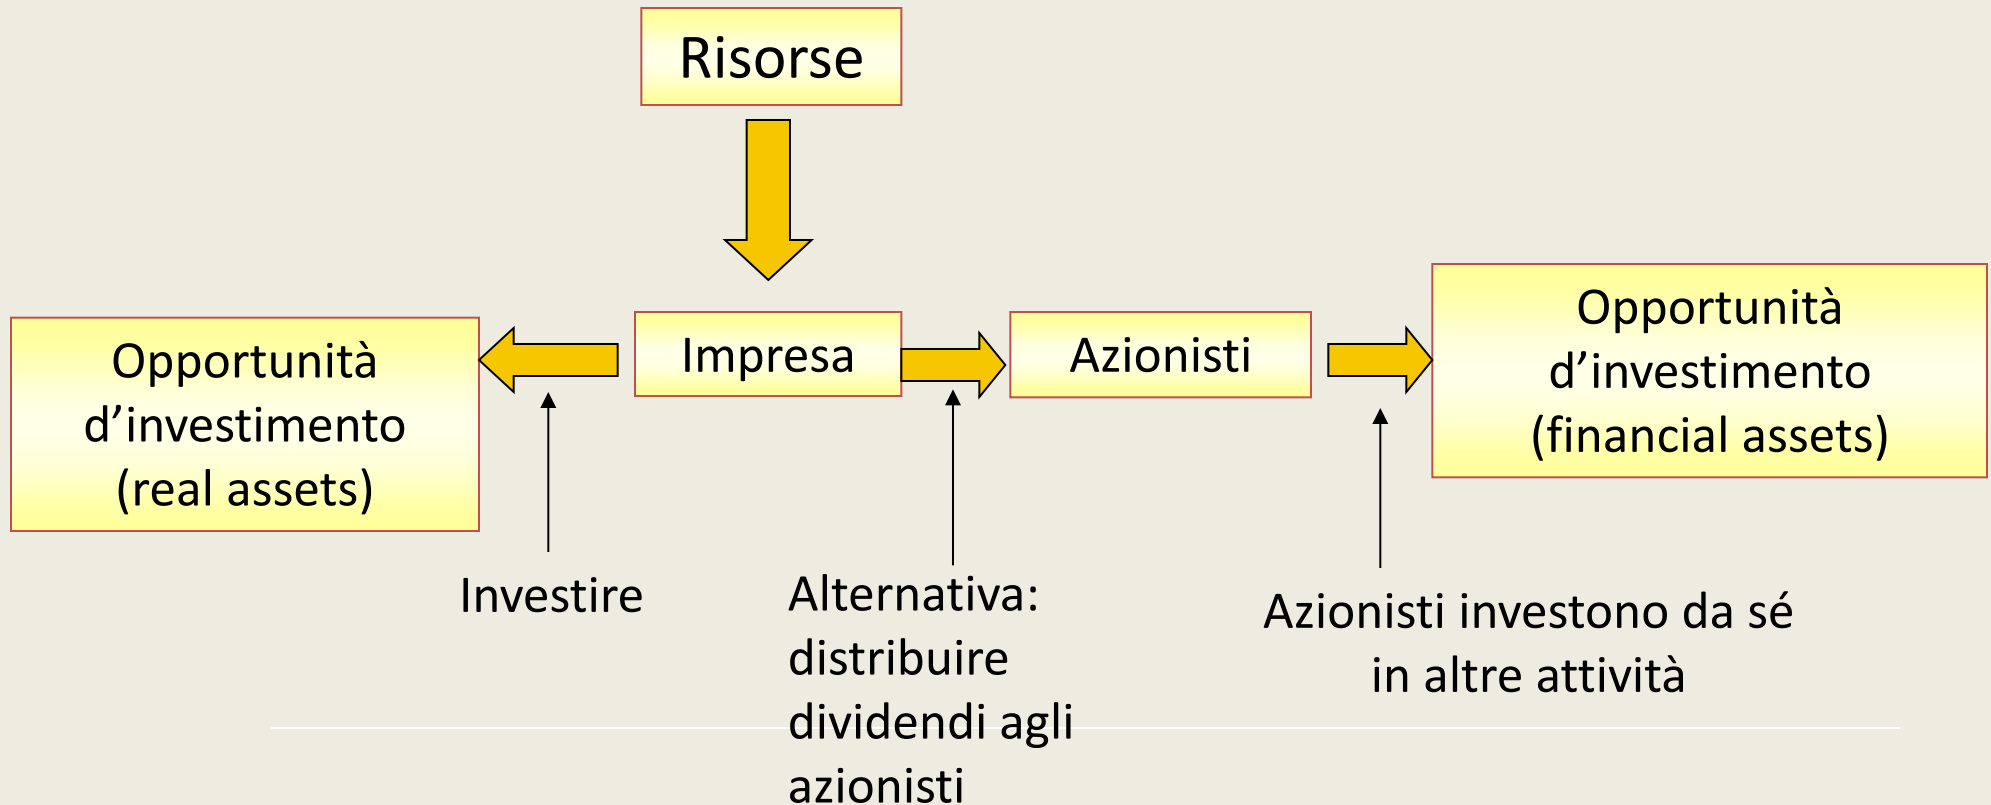 Risorse
Opportunità
d’investimento
(real assets)
Impresa
Azionisti
Opportunità
d’investimento
(financial assets)
Investire
Alternativa:
distribuire
dividendi agli
azionisti
Azionisti investono da sé
in altre attività